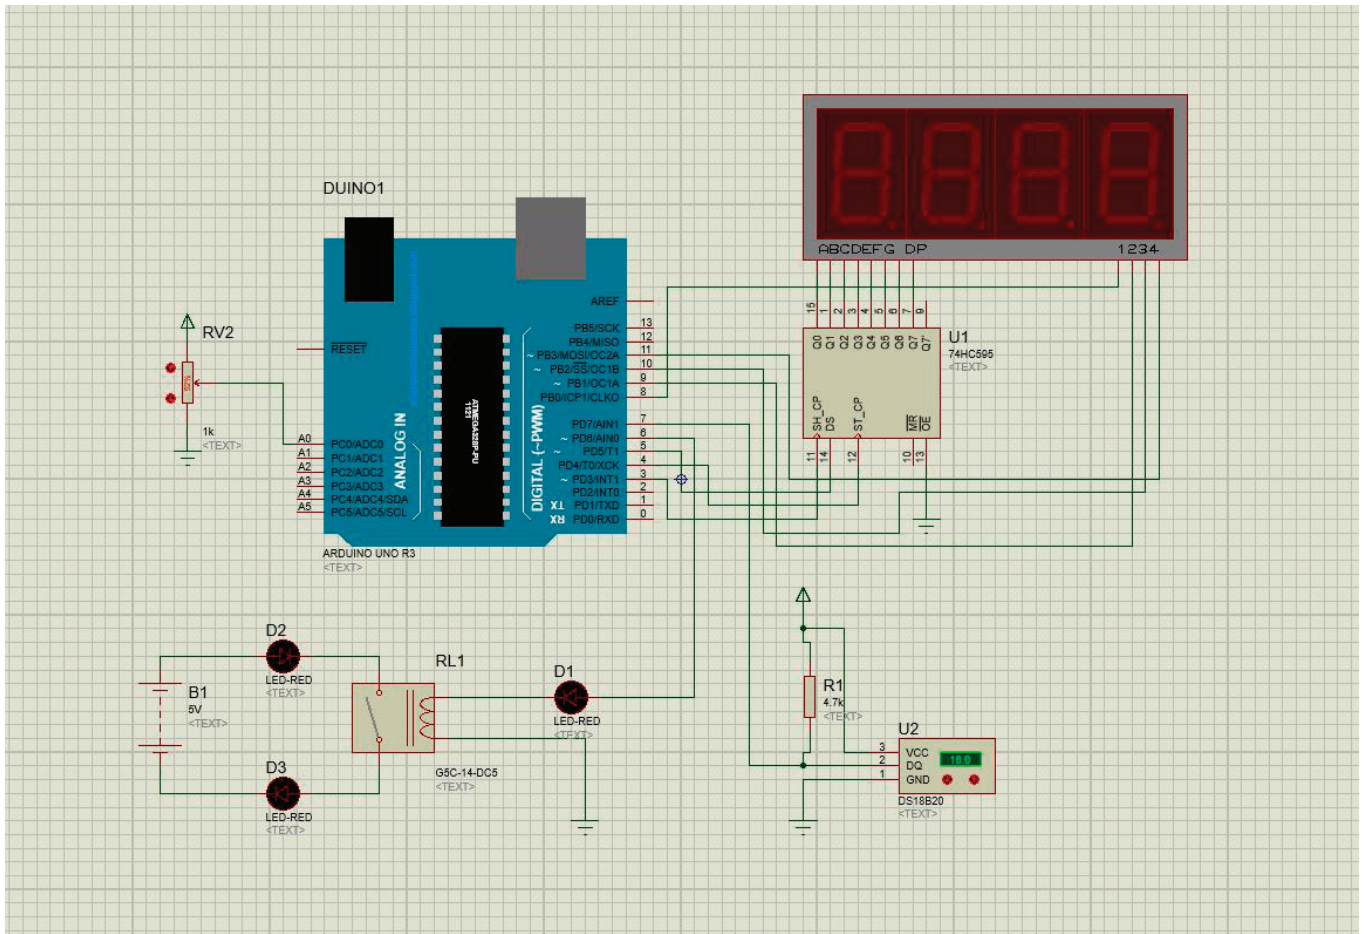 DUINO1
ABCDEFG DP
1234
AREF
RESET
PB5/SCK 13
PB4/MISO 12
~ PB3/MOSI/OC2A 11
~ PB2/SS/OC1B 10
~ PB1/OC1A 9
PB0/ICP1/CLKO 8
PD7/AIN1 7
~ PD6/AIN0 6
~ PD5/T1 5
PD4/T0/XCK 4
~ PD3/INT1 3
PD2/INT0 2
TX PD1/TXD 1
RX PD0/RXD 0
DIGITAL (~PWM)
ANALOG IN
ATMEGA328P-PU
1121
A0 PC0/ADC0
A1 PC1/ADC1
A2 PC2/ADC2
A3 PC3/ADC3
A4 PC4/ADC4/SDA
A5 PC5/ADC5/SCL
ARDUINO UNO R3
<TEXT>
RV2
52%
1k
<TEXT>
15 1 2 3 4 5 6 7 9
Q0 Q1 Q2 Q3 Q4 Q5 Q6 Q7 Q7'
SH_CP DS ST_CP MR OE
11 14 12 10 13
U1
74HC595
<TEXT>
D2
LED-RED
<TEXT>
B1
5V
<TEXT>
D3
LED-RED
<TEXT>
RL1
G5C-14-DC5
<TEXT>
D1
LED-RED
<TEXT>
R1
4.7k
<TEXT>
U2
3 VCC
2 DQ
1 GND
18.0
DS18B20
<TEXT>